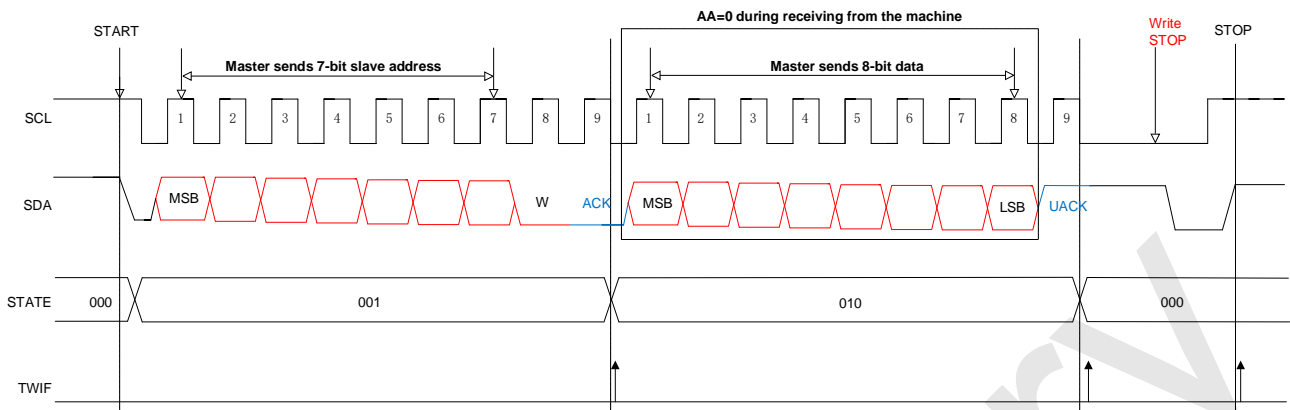 AA=0 during receiving from the machine
START
Write
STOP
STOP
Master sends 7-bit slave address
Master sends 8-bit data
SCL
1 2 3 4 5 6 7 8 9 1 2 3 4 5 6 7 8 9
SDA
MSB W ACK MSB LSB UACK
STATE 000 001 010 000
TWIF